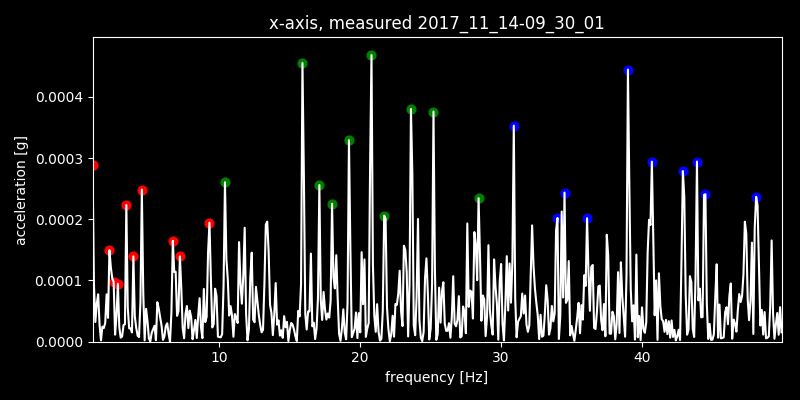 x-axis, measured 2017_11_14-09_30_01
acceleration [g]
0.0004
0.0003
0.0002
0.0001
0.0000
10 20 30 40
frequency [Hz]